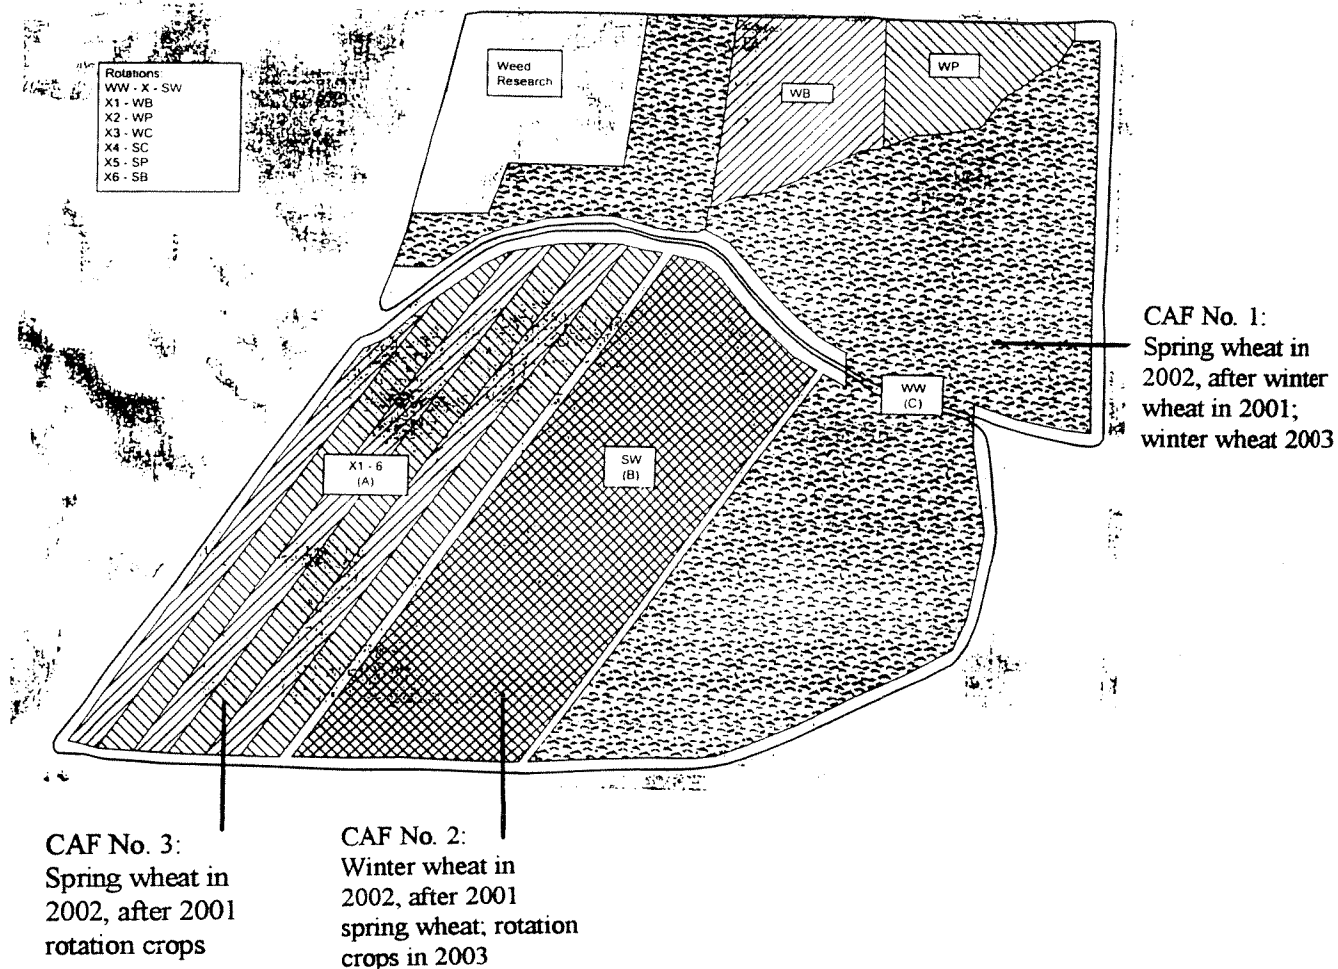 Rotations:
WW - X - SW
X1 - WB
X2 - WP
X3 - WC
X4 - SC
X5 - SP
X6 - SB
Weed
Research
WB
WP
CAF No. 1:
Spring wheat in
2002, after winter
wheat in 2001;
winter wheat 2003
WW
(C)
X1 - 6
(A)
SW
(B)
CAF No. 3:
Spring wheat in
2002, after 2001
rotation crops
CAF No. 2:
Winter wheat in
2002, after 2001
spring wheat; rotation
crops in 2003